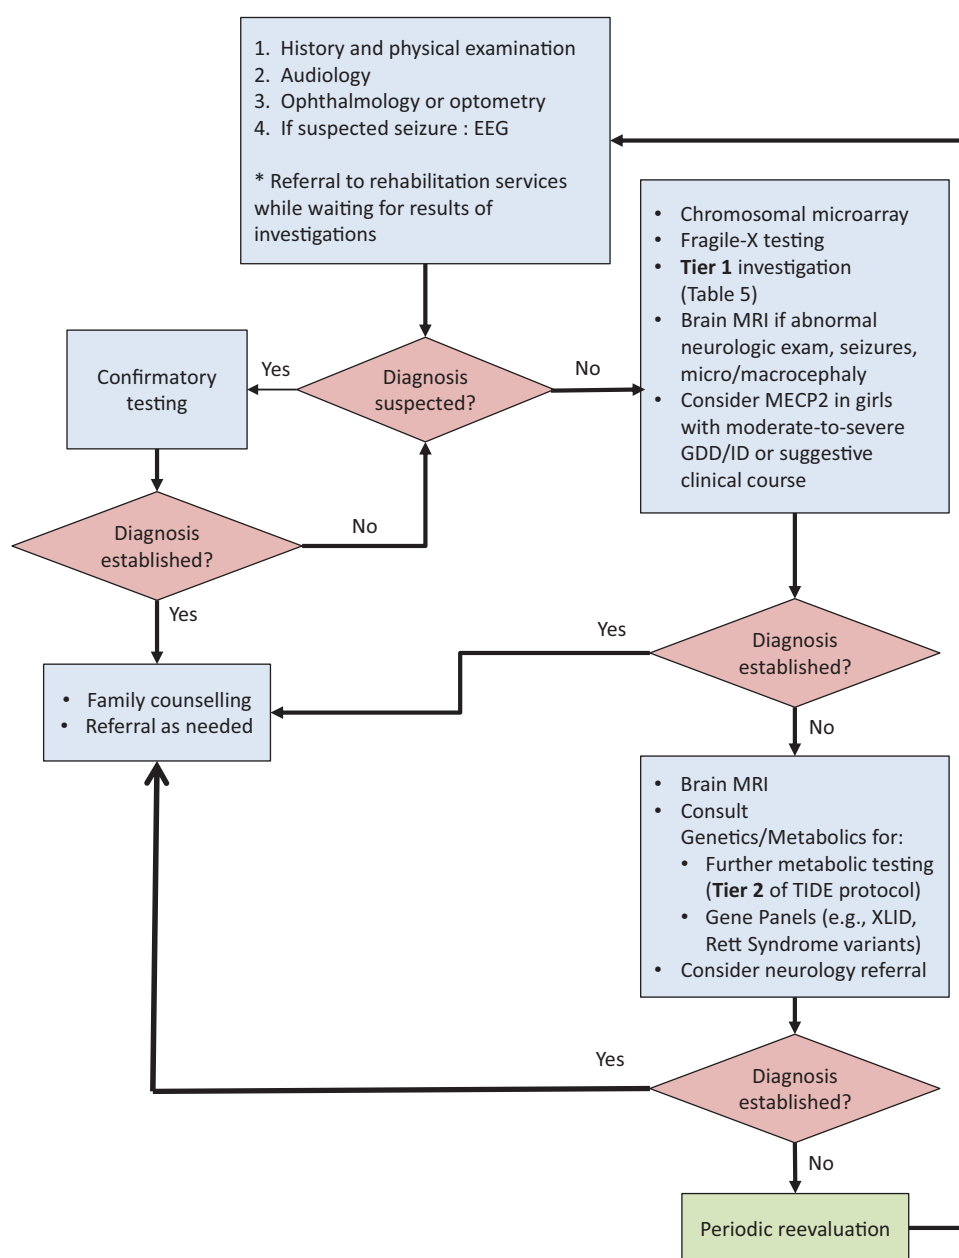 1. History and physical examination
2. Audiology
3. Ophthalmology or optometry
4. If suspected seizure : EEG
* Referral to rehabilitation services
while waiting for results of
investigations
• Chromosomal microarray
• Fragile-X testing
• Tier 1 investigation
(Table 5)
• Brain MRI if abnormal
neurologic exam, seizures,
micro/macrocephaly
• Consider MECP2 in girls
with moderate-to-severe
GDD/ID or suggestive
clinical course
Confirmatory
testing
Yes
Diagnosis
suspected?
No
Diagnosis
established?
No
Yes
• Family counselling
• Referral as needed
Yes
Diagnosis
established?
No
• Brain MRI
• Consult
Genetics/Metabolics for:
• Further metabolic testing
(Tier 2 of TIDE protocol)
• Gene Panels (e.g., XLID,
Rett Syndrome variants)
• Consider neurology referral
Yes
Diagnosis
established?
No
Periodic reevaluation